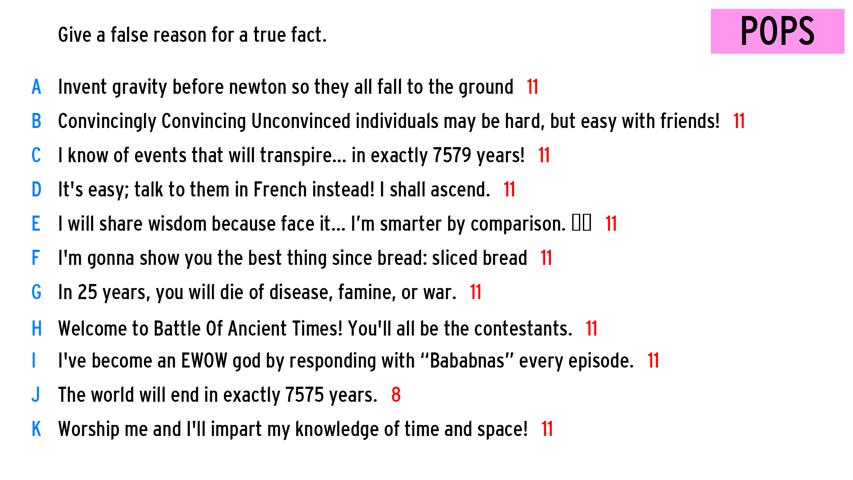 Give a false reason for a true fact.
POPS
A Invent gravity before newton so they all fall to the ground 11
B Convincingly Convincing Unconvinced individuals may be hard, but easy with friends! 11
C I know of events that will transpire... in exactly 7579 years! 11
D It's easy; talk to them in French instead! I shall ascend. 11
E I will share wisdom because face it... I’m smarter by comparison. ▯▯ 11
F I'm gonna show you the best thing since bread: sliced bread 11
G In 25 years, you will die of disease, famine, or war. 11
H Welcome to Battle Of Ancient Times! You'll all be the contestants. 11
I I've become an EWOW god by responding with “Bababnas” every episode. 11
J The world will end in exactly 7575 years. 8
K Worship me and I'll impart my knowledge of time and space! 11